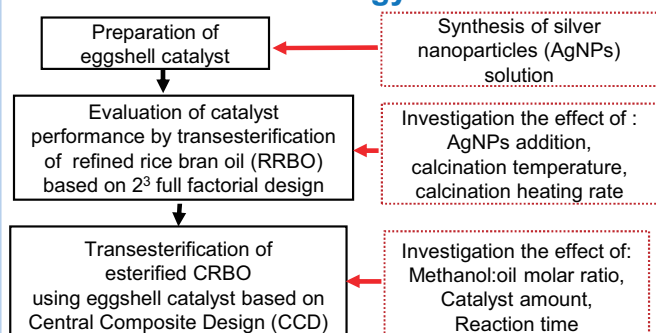 gy
Preparation of
eggshell catalyst
Synthesis of silver
nanoparticles (AgNPs)
solution
Evaluation of catalyst
performance by transesterification
of refined rice bran oil (RRBO)
based on 2³ full factorial design
Investigation the effect of :
AgNPs addition,
calcination temperature,
calcination heating rate
Transesterification of
esterified CRBO
using eggshell catalyst based on
Central Composite Design (CCD)
Investigation the effect of:
Methanol:oil molar ratio,
Catalyst amount,
Reaction time